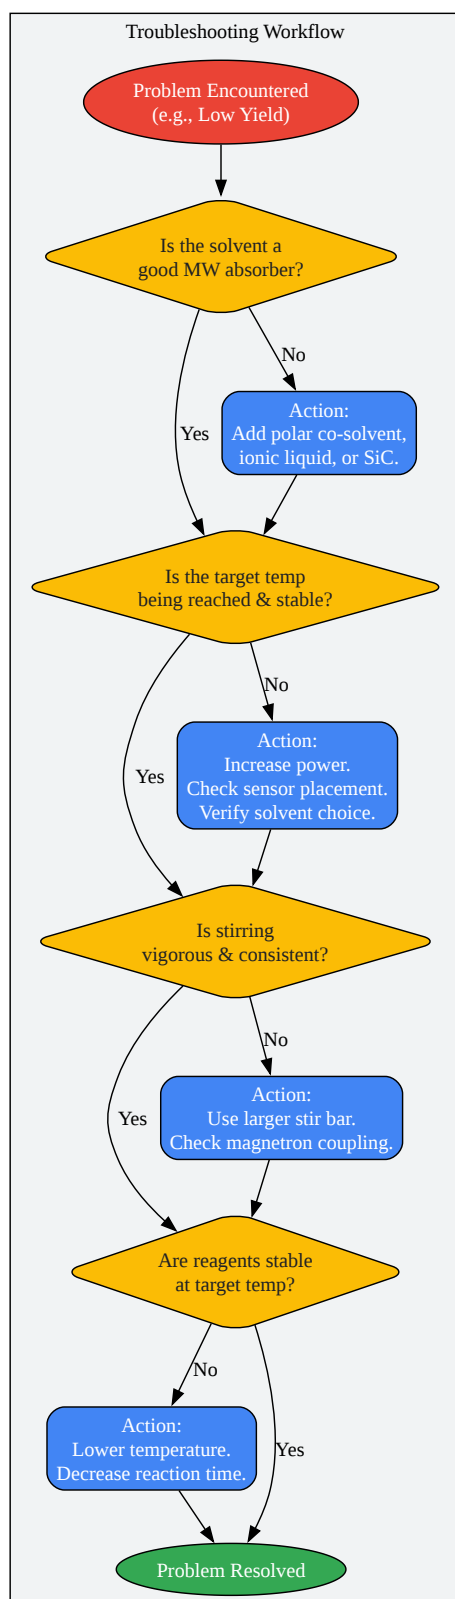 Troubleshooting Workflow
Problem Encountered
(e.g., Low Yield)
Is the solvent a
good MW absorber?
No
Action:
Add polar co-solvent,
ionic liquid, or SiC.
Yes
Is the target temp
being reached & stable?
No
Action:
Increase power.
Check sensor placement.
Verify solvent choice.
Yes
Is stirring
vigorous & consistent?
No
Action:
Use larger stir bar.
Check magnetron coupling.
Yes
Are reagents stable
at target temp?
No
Action:
Lower temperature.
Decrease reaction time.
Yes
Problem Resolved